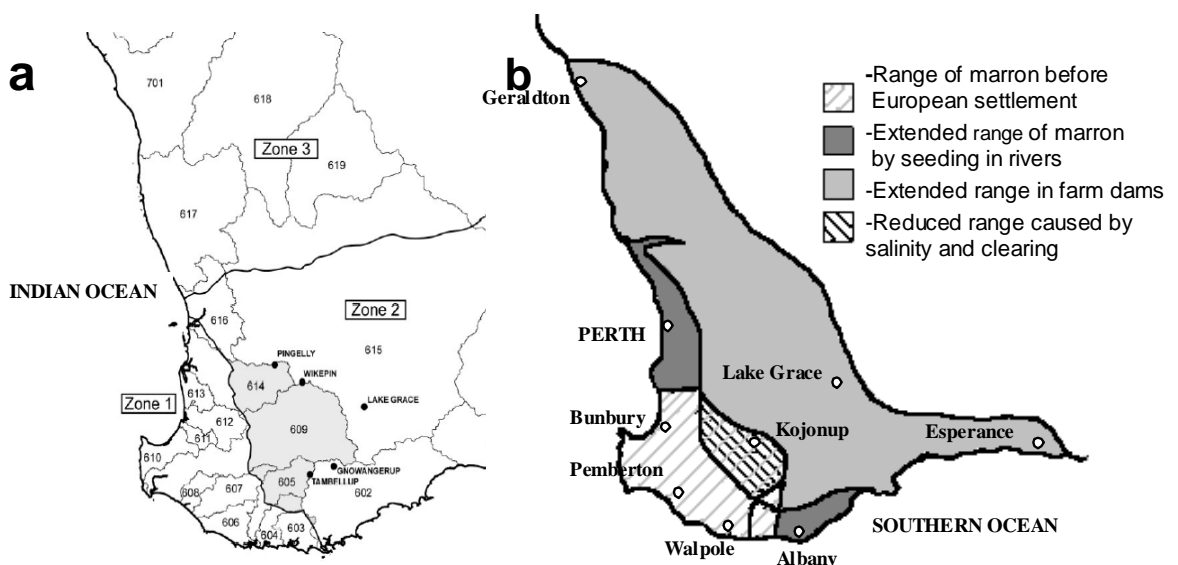 a
701
618
Zone 3
619
617
INDIAN OCEAN
616
Zone 2
615
PINGELLY
WIKEPIN
614
LAKE GRACE
Zone 1
613
612
609
611
610
GNOWANGERUP
TAMBELLUP
605
602
608
607
606
604
603
b
Geraldton
-Range of marron before
European settlement
-Extended range of marron
by seeding in rivers
-Extended range in farm dams
-Reduced range caused by
salinity and clearing
PERTH
Lake Grace
Bunbury
Kojonup
Esperance
Pemberton
SOUTHERN OCEAN
Walpole
Albany